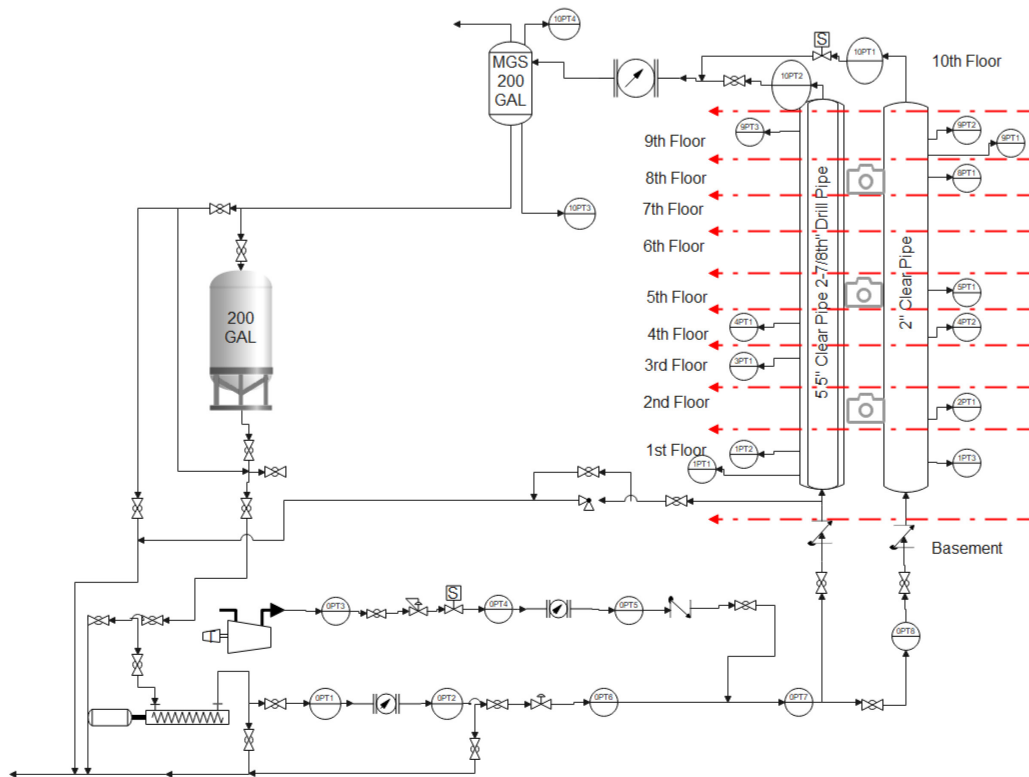 10PT4
MGS
200
GAL
S
10PT1
10PT2
10th Floor
9PT3
9PT2
9PT1
9th Floor
8th Floor
8PT1
7th Floor
10PT3
6th Floor
5.5" Clear Pipe 2-7/8th" Drill Pipe
2" Clear Pipe
5th Floor
5PT1
200
GAL
4PT1
4PT2
4th Floor
3PT1
3rd Floor
2nd Floor
2PT1
1st Floor
1PT2
1PT1
1PT3
Basement
0PT3
S
0PT4
0PT5
0PT8
0PT1
0PT2
0PT6
0PT7